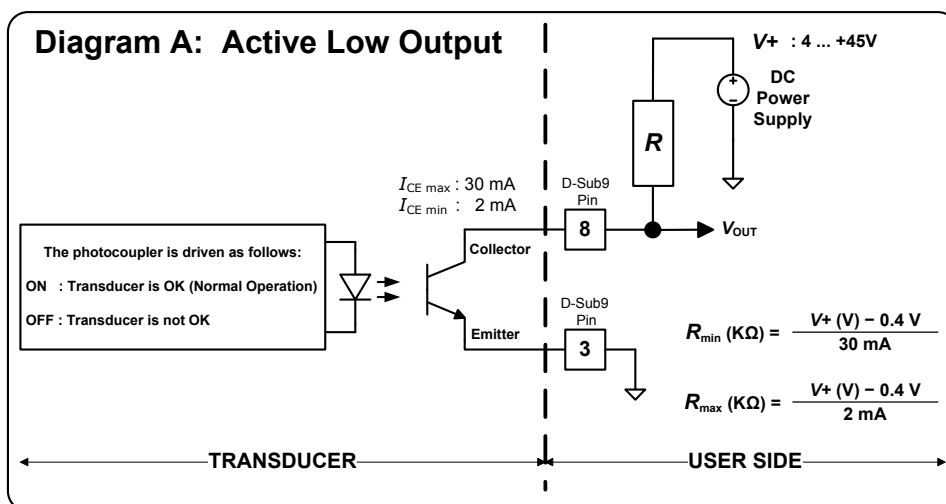 Diagram A: Active Low Output
V+ : 4 ... +45V
DC
Power
Supply
+
−
R
I CE max : 30 mA
I CE min : 2 mA
D-Sub9
Pin
8
VOUT
Collector
The photocoupler is driven as follows:
ON : Transducer is OK (Normal Operation)
OFF : Transducer is not OK
Emitter
D-Sub9
Pin
3
Rmin (KΩ) = V+ (V) − 0.4 V
30 mA
Rmax (KΩ) = V+ (V) − 0.4 V
2 mA
TRANSDUCER
USER SIDE